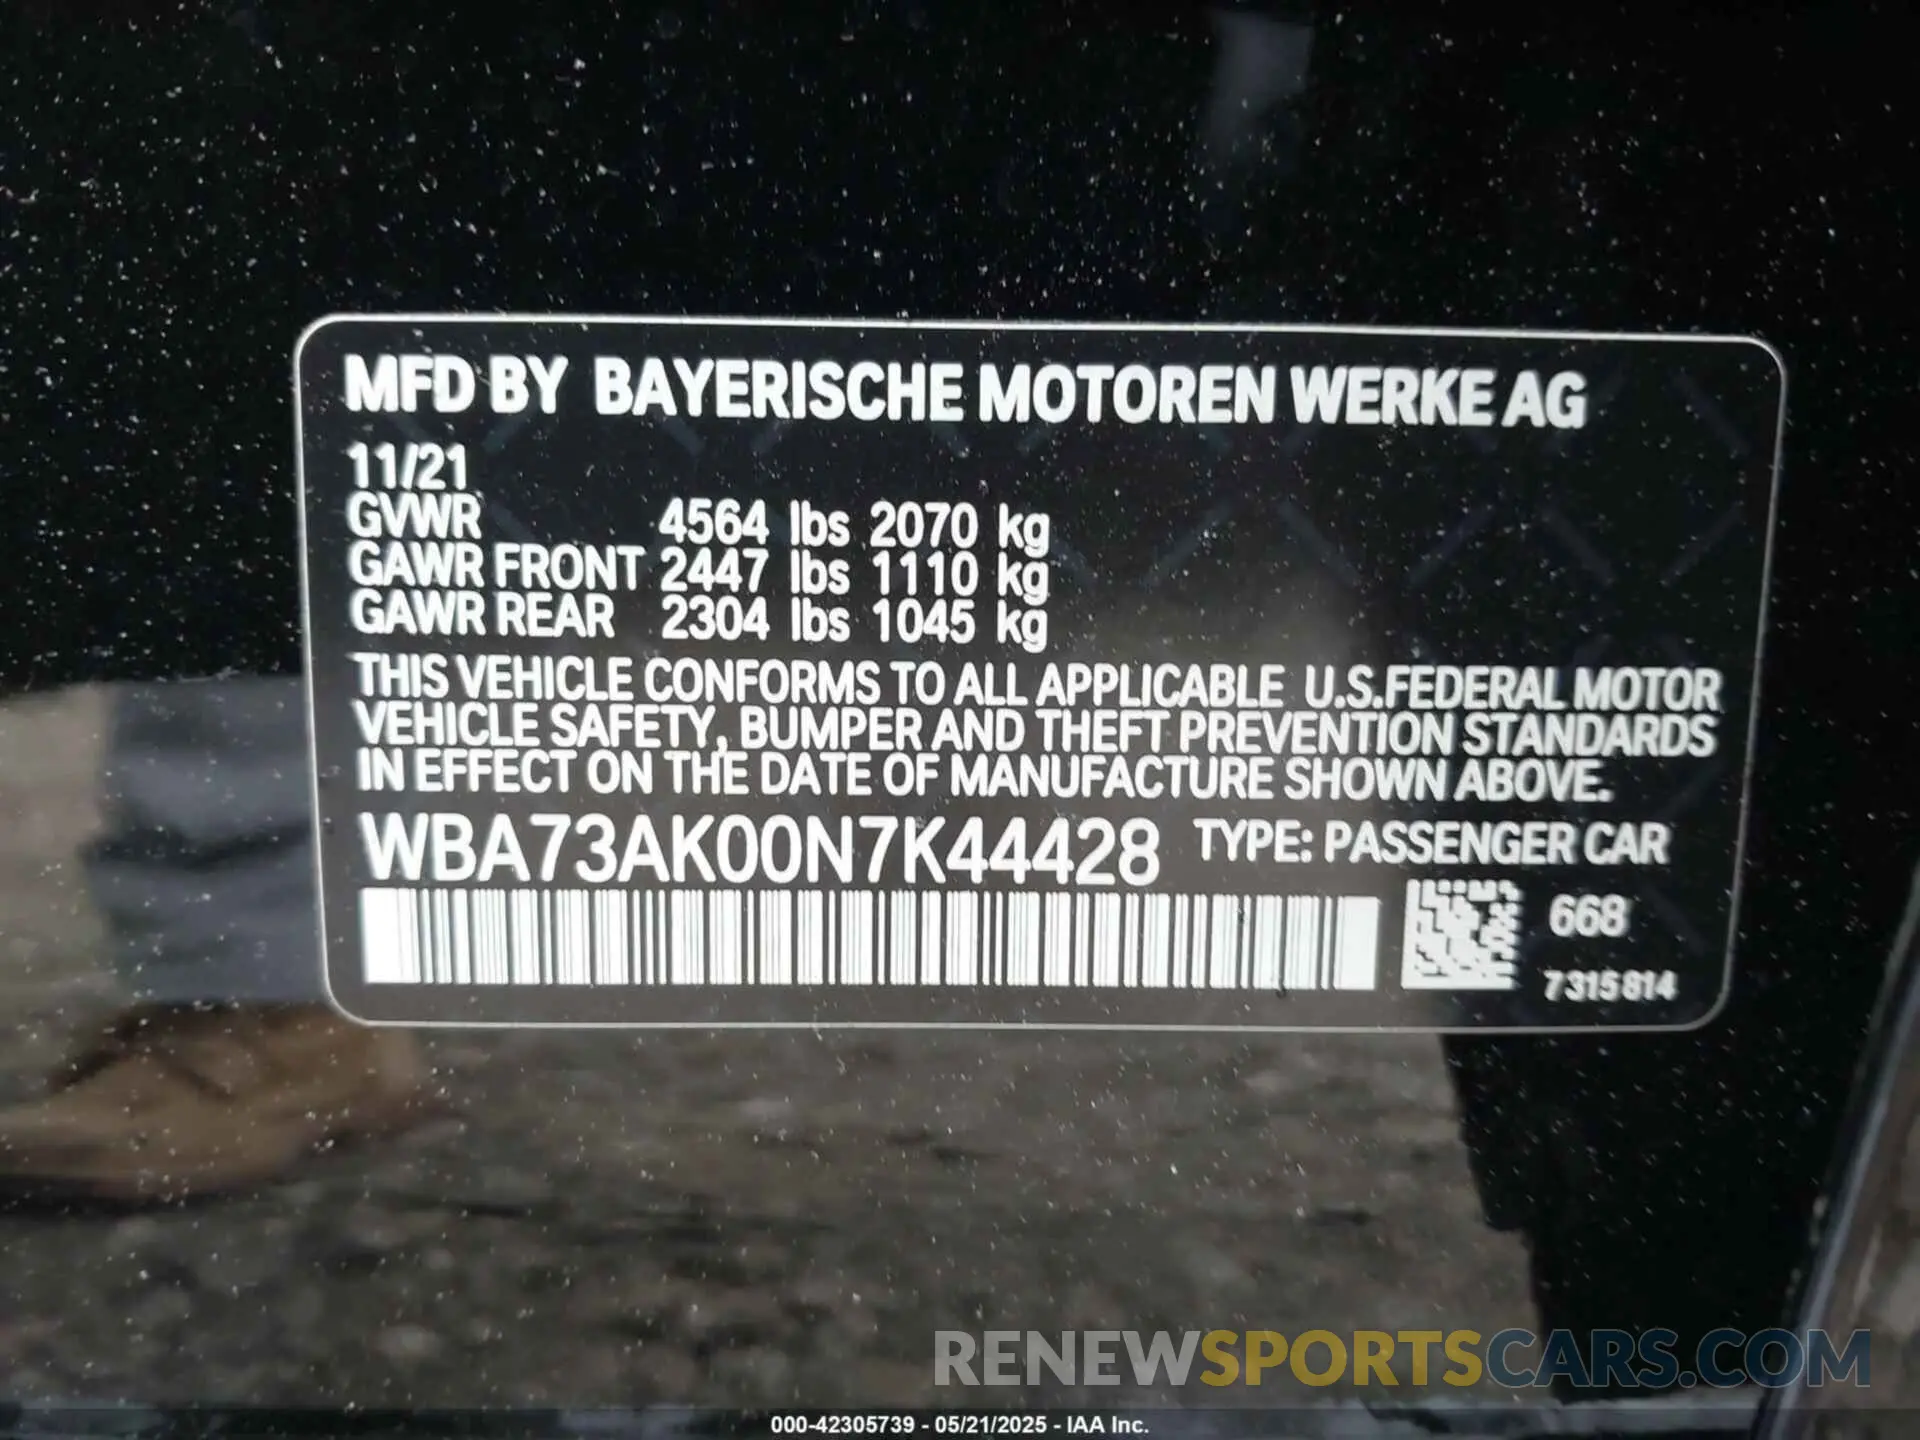 MFD BY BAYERISCHE MOTOREN WERKE AG
11/21
GVWR 4564 lbs 2070 kg
GAWR FRONT 2447 lbs 1110 kg
GAWR REAR 2304 lbs 1045 kg
THIS VEHICLE CONFORMS TO ALL APPLICABLE U.S.FEDERAL MOTOR
VEHICLE SAFETY, BUMPER AND THEFT PREVENTION STANDARDS
IN EFFECT ON THE DATE OF MANUFACTURE SHOWN ABOVE.
WBA73AK00N7K44428 TYPE: PASSENGER CAR
668
7315814
RENEWSPORTSCARS.COM
000-42305739 - 05/21/2025 - IAA Inc.